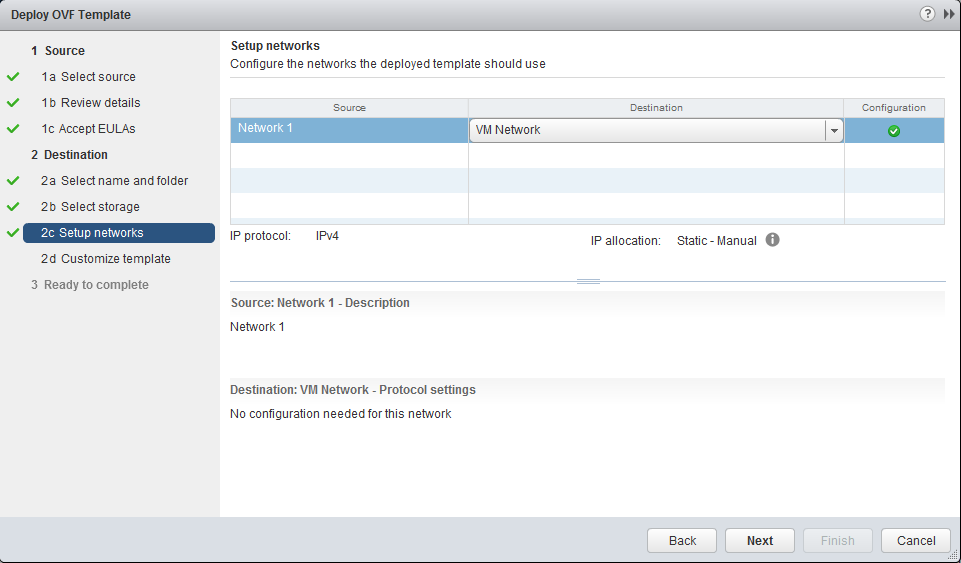 Deploy OVF Template
1 Source
1a Select source
1b Review details
1c Accept EULAs
2 Destination
2a Select name and folder
2b Select storage
2c Setup networks
2d Customize template
3 Ready to complete
Setup networks
Configure the networks the deployed template should use
Source Destination Configuration
Network 1 VM Network
IP protocol: IPv4
IP allocation: Static - Manual
Source: Network 1 - Description
Network 1
Destination: VM Network - Protocol settings
No configuration needed for this network
Back Next Finish Cancel